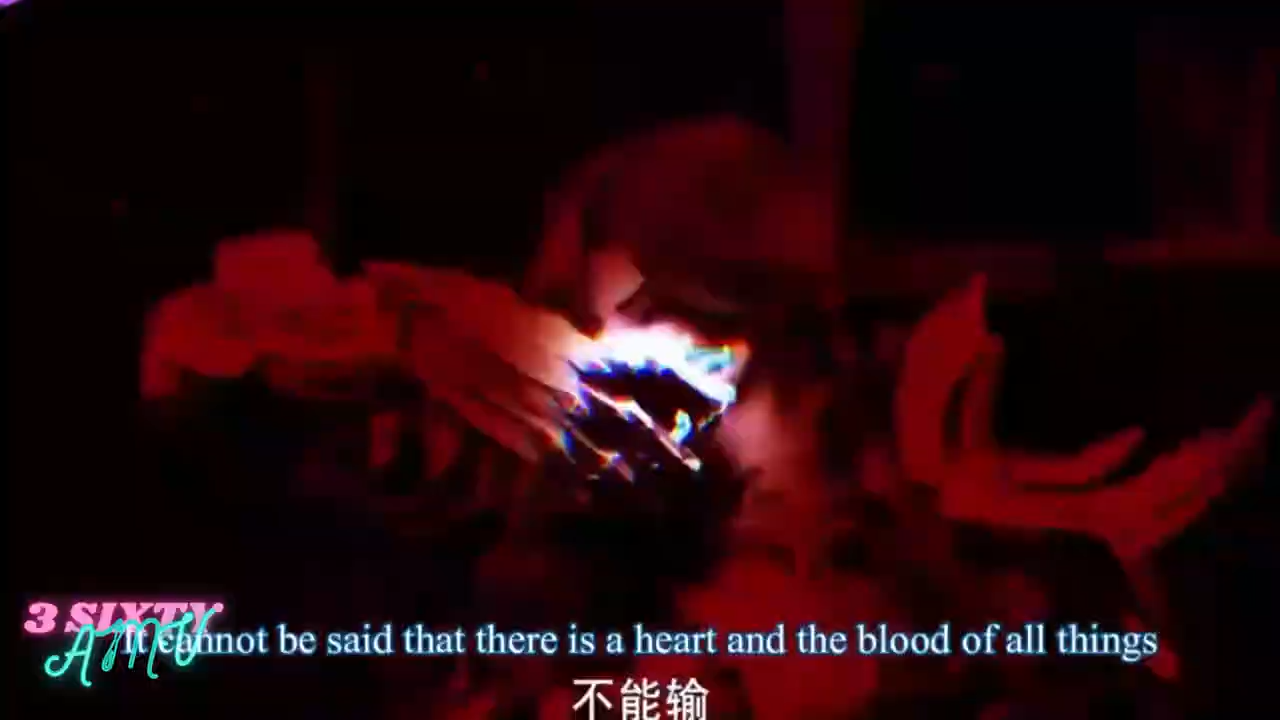 3 SIXTY
AMV
It cannot be said that there is a heart and the blood of all things
不能输